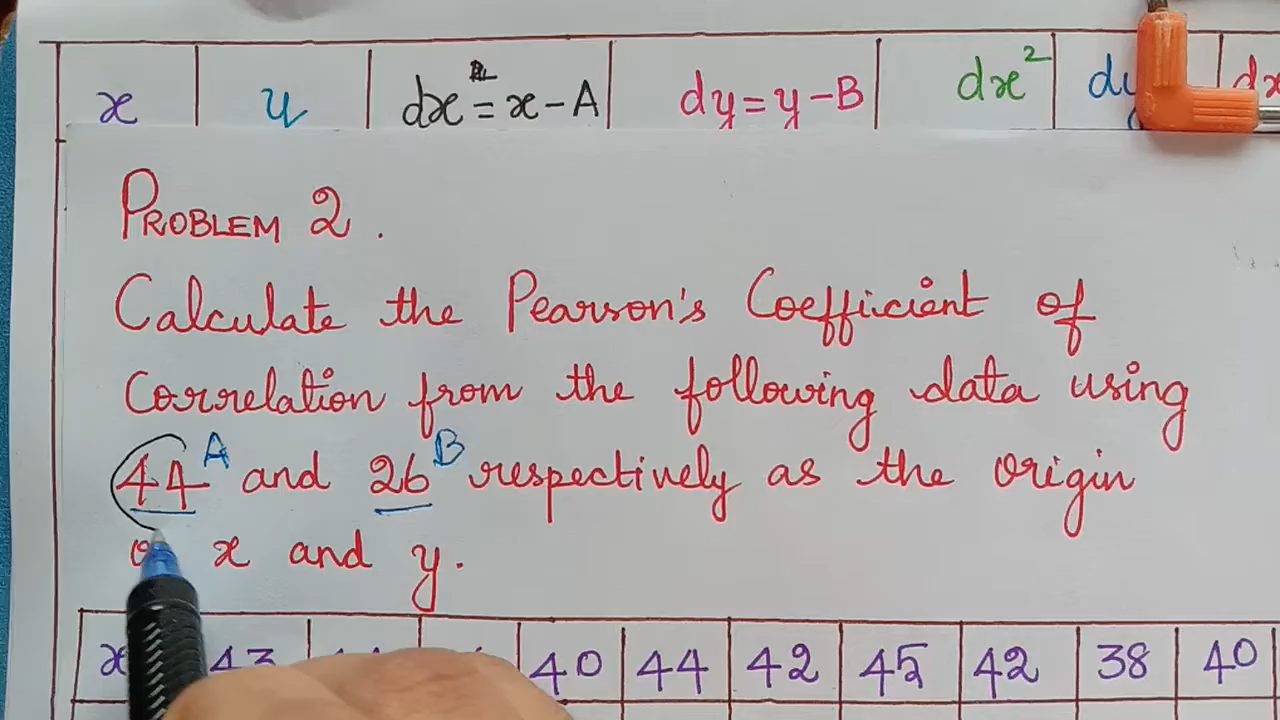 x y dx = x - A dy = y - B dx²
PROBLEM 2.
Calculate the Pearson's Coefficient of
Correlation from the following data using
44 A and 26 B respectively as the origin
x and y.
x 43 40 44 42 45 42 38 40